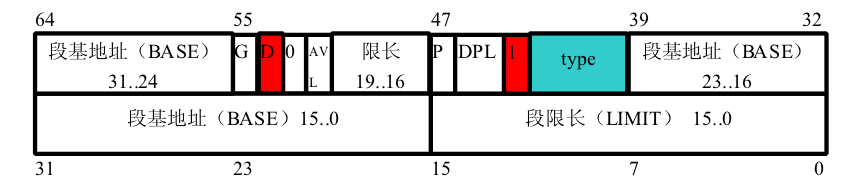 64 55 47 39 32
段基地址（BASE） G D 0 AV 限长 P DPL 1 type 段基地址（BASE）
31..24 L 19..16 23..16
段基地址（BASE）15..0 段限长（LIMIT） 15..0
31 23 15 7 0